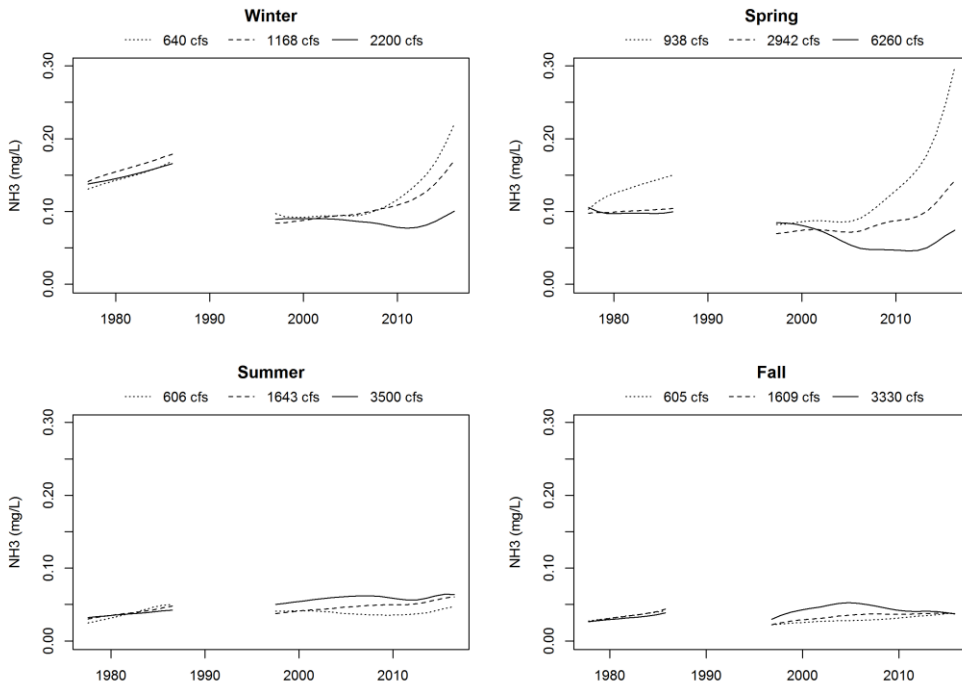 Winter
640 cfs 1168 cfs 2200 cfs
NH3 (mg/L)
0.30
0.20
0.10
0.00
1980 1990 2000 2010
Spring
938 cfs 2942 cfs 6260 cfs
NH3 (mg/L)
0.30
0.20
0.10
0.00
1980 1990 2000 2010
Summer
606 cfs 1643 cfs 3500 cfs
NH3 (mg/L)
0.30
0.20
0.10
0.00
1980 1990 2000 2010
Fall
605 cfs 1609 cfs 3330 cfs
NH3 (mg/L)
0.30
0.20
0.10
0.00
1980 1990 2000 2010